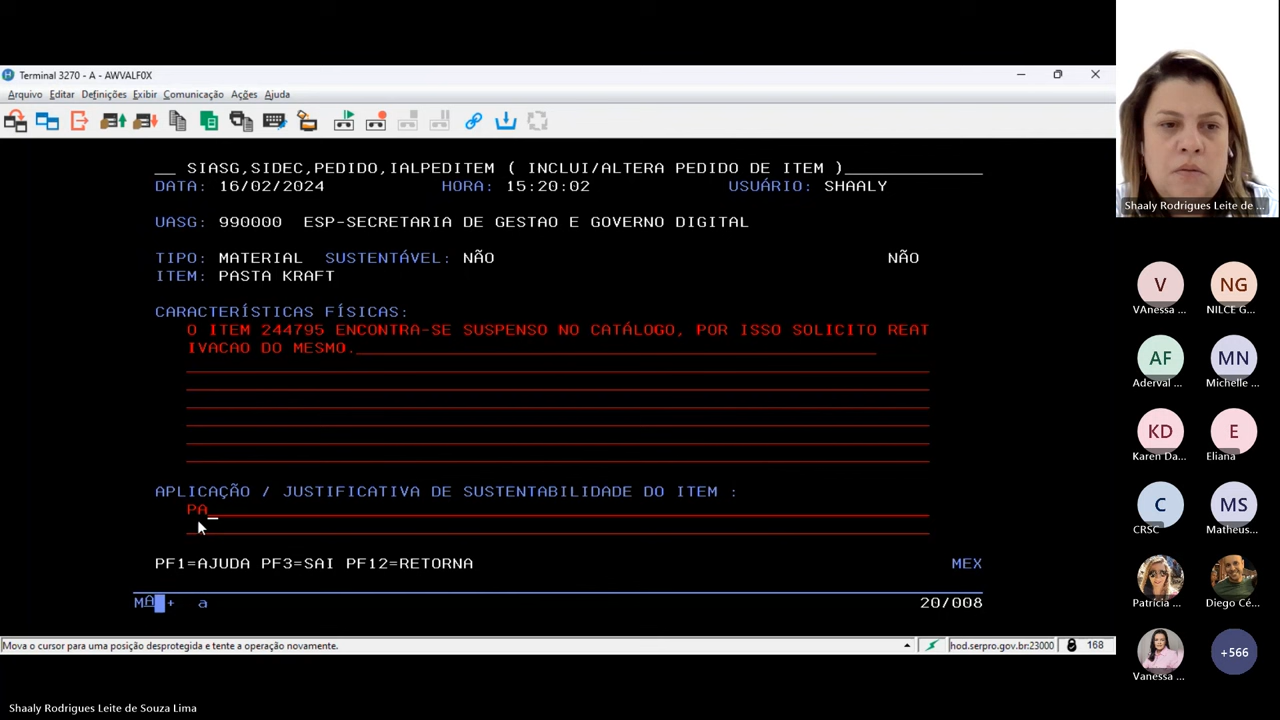 Terminal 3270 - A - AWVALF0X
Arquivo Editar Definições Exibir Comunicação Ações Ajuda
__ SIASG,SIDEC,PEDIDO,IALPEDITEM ( INCLUI/ALTERA PEDIDO DE ITEM )_____________
DATA: 16/02/2024 HORA: 15:20:02 USUÁRIO: SHAALY
UASG: 990000 ESP-SECRETARIA DE GESTAO E GOVERNO DIGITAL
TIPO: MATERIAL SUSTENTÁVEL: NÃO NÃO
ITEM: PASTA KRAFT
CARACTERÍSTICAS FÍSICAS:
O ITEM 244795 ENCONTRA-SE SUSPENSO NO CATÁLOGO, POR ISSO SOLICITO REAT
IVACAO DO MESMO.
APLICAÇÃO / JUSTIFICATIVA DE SUSTENTABILIDADE DO ITEM :
PA_
PF1=AJUDA PF3=SAI PF12=RETORNA MEX
MA + a 20/008
Mova o cursor para uma posição desprotegida e tente a operação novamente. hod.serpro.gov.br:23000 168
Shaaly Rodrigues Leite de Souza Lima
Shaaly Rodrigues Leite de ...
V NG
VAnessa ... NILCE G...
AF MN
Aderval ... Michelle ...
KD E
Karen Da... Eliana
C MS
CRSC Matheus...
Patrícia ... Diego Cé...
+566
Vanessa ...